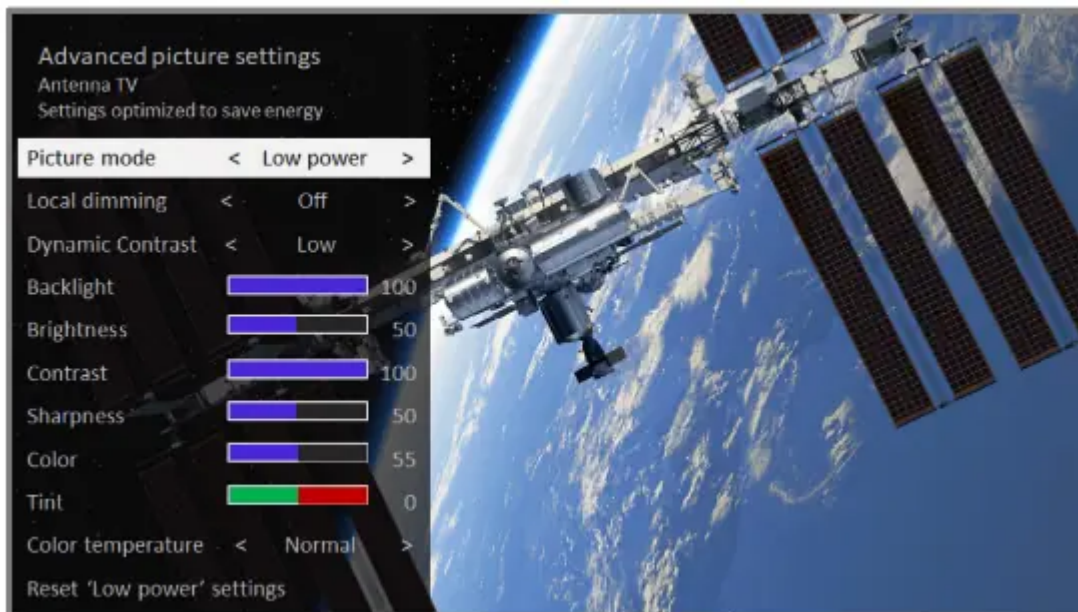 Advanced picture settings
Antenna TV
Settings optimized to save energy
Picture mode < Low power >
Local dimming < Off >
Dynamic Contrast < Low >
Backlight 100
Brightness 50
Contrast 100
Sharpness 50
Color 55
Tint 0
Color temperature < Normal >
Reset ‘Low power’ settings